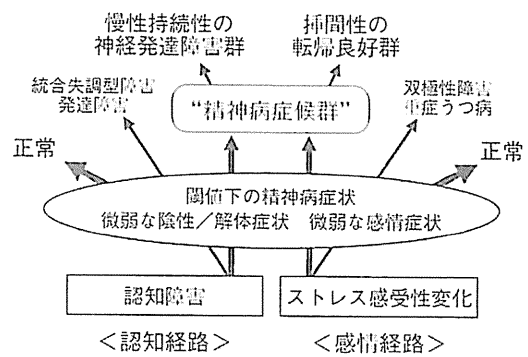 慢性持続性の
神経発達障害群
挿間性の
転帰良好群
統合失調型障害
発達障害
“精神病症候群”
双極性障害
重症うつ病
正常
正常
閾値下の精神病症状
微弱な陰性/解体症状 微弱な感情症状
認知障害
ストレス感受性変化
<認知経路>
<感情経路>